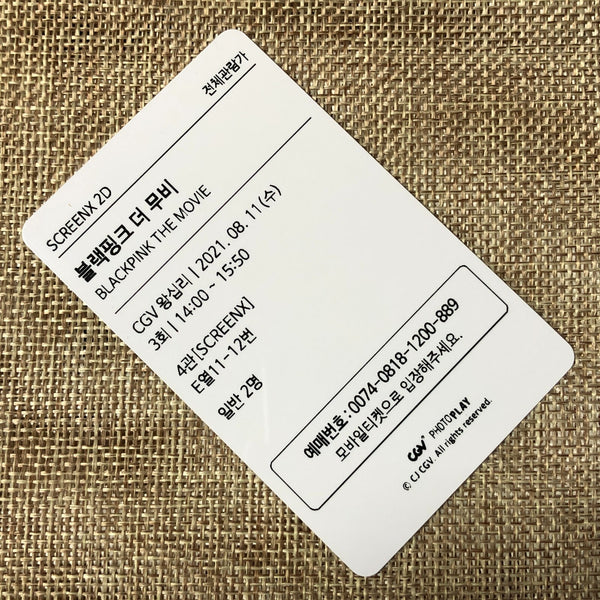 전체관람가
SCREENX 2D
블랙핑크 더 무비
BLACKPINK THE MOVIE
CGV 왕십리 | 2021. 08. 11 (수)
3회 | 14:00 ~ 15:50
4관 [SCREENX]
E열11~12번
일반 2명
예매번호 : 0074-0818-1200-889
모바일티켓으로 입장해주세요.
CGV PHOTOPLAY
© CJ CGV. All rights reserved.